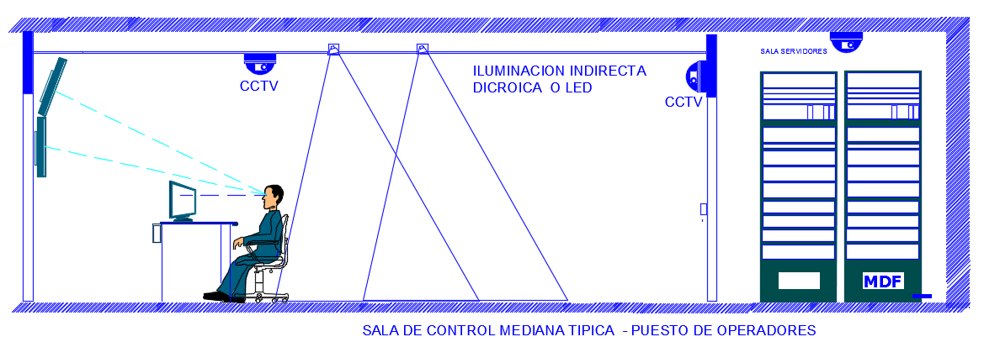 SALA SERVIDORES
ILUMINACION INDIRECTA
DICROICA O LED
CCTV
CCTV
MDF
SALA DE CONTROL MEDIANA TIPICA - PUESTO DE OPERADORES